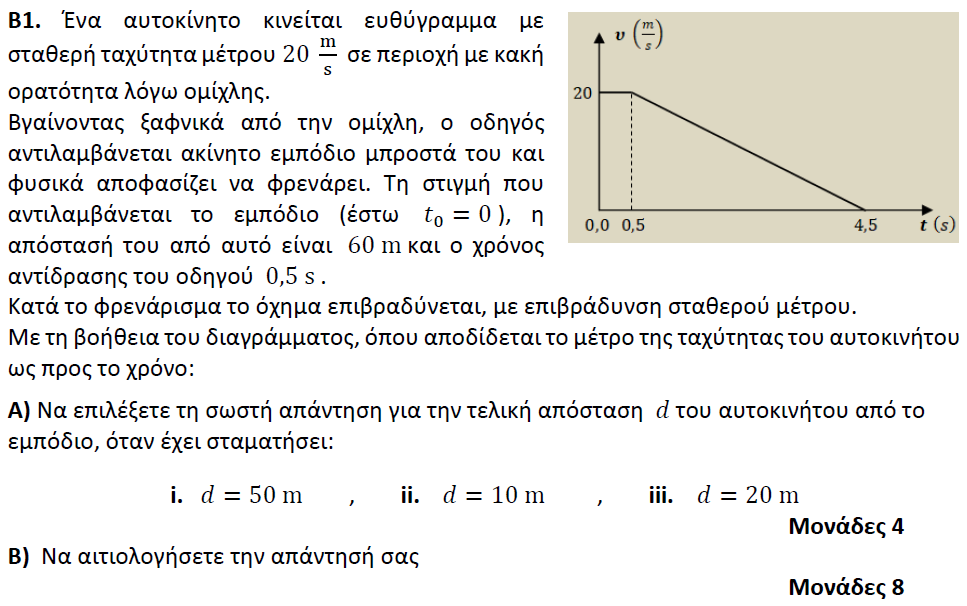 B1. Ένα αυτοκίνητο κινείται ευθύγραμμα με
σταθερή ταχύτητα μέτρου 20 m/s σε περιοχή με κακή
ορατότητα λόγω ομίχλης.
Βγαίνοντας ξαφνικά από την ομίχλη, ο οδηγός
αντιλαμβάνεται ακίνητο εμπόδιο μπροστά του και
φυσικά αποφασίζει να φρενάρει. Τη στιγμή που
αντιλαμβάνεται το εμπόδιο (έστω t₀ = 0 ), η
απόστασή του από αυτό είναι 60 m και ο χρόνος
αντίδρασης του οδηγού 0,5 s .
υ (m/s)
20
0,0 0,5 4,5 t (s)
Κατά το φρενάρισμα το όχημα επιβραδύνεται, με επιβράδυνση σταθερού μέτρου.
Με τη βοήθεια του διαγράμματος, όπου αποδίδεται το μέτρο της ταχύτητας του αυτοκινήτου
ως προς το χρόνο:
Α) Να επιλέξετε τη σωστή απάντηση για την τελική απόσταση d του αυτοκινήτου από το
εμπόδιο, όταν έχει σταματήσει:
i. d = 50 m , ii. d = 10 m , iii. d = 20 m
Μονάδες 4
Β) Να αιτιολογήσετε την απάντησή σας
Μονάδες 8